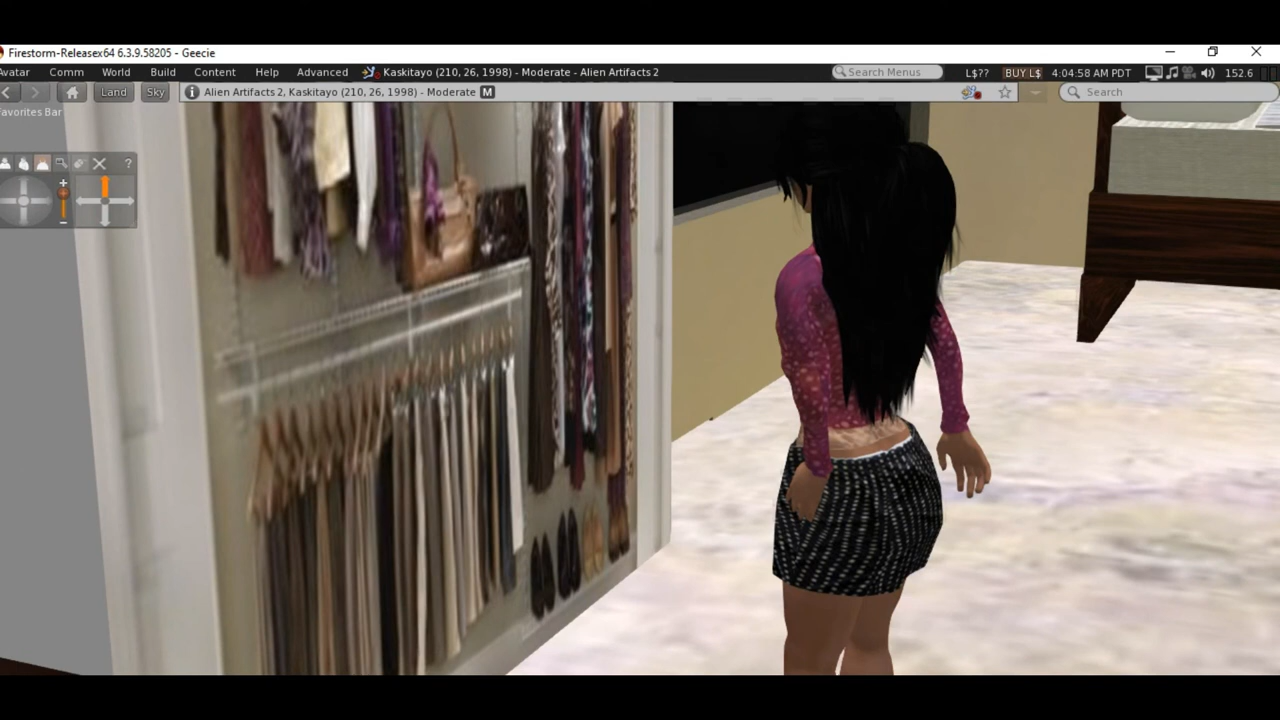 Firestorm-Releasex64 6.3.9.58205 - Geecie
Avatar Comm World Build Content Help Advanced Kaskitayo (210, 26, 1998) - Moderate - Alien Artifacts 2 Search Menus L$?? BUY L$ 4:04:58 AM PDT 152.6
Land Sky Alien Artifacts 2, Kaskitayo (210, 26, 1998) - Moderate M Search
Favorites Bar
?